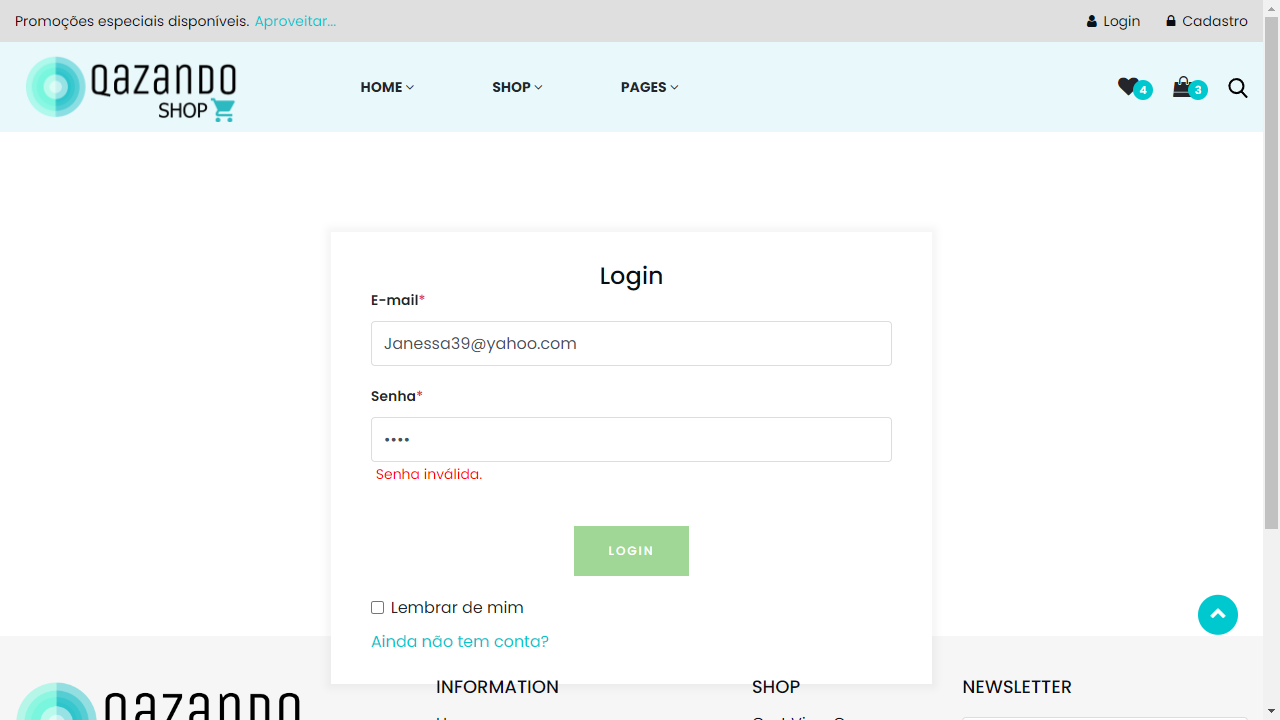 Promoções especiais disponíveis. Aproveitar...
Login
Cadastro
QAZANDO
SHOP
HOME
SHOP
PAGES
4
3
Login
E-mail*
Janessa39@yahoo.com
Senha*
••••
Senha inválida.
LOGIN
Lembrar de mim
Ainda não tem conta?
QAZANDO
INFORMATION
SHOP
NEWSLETTER